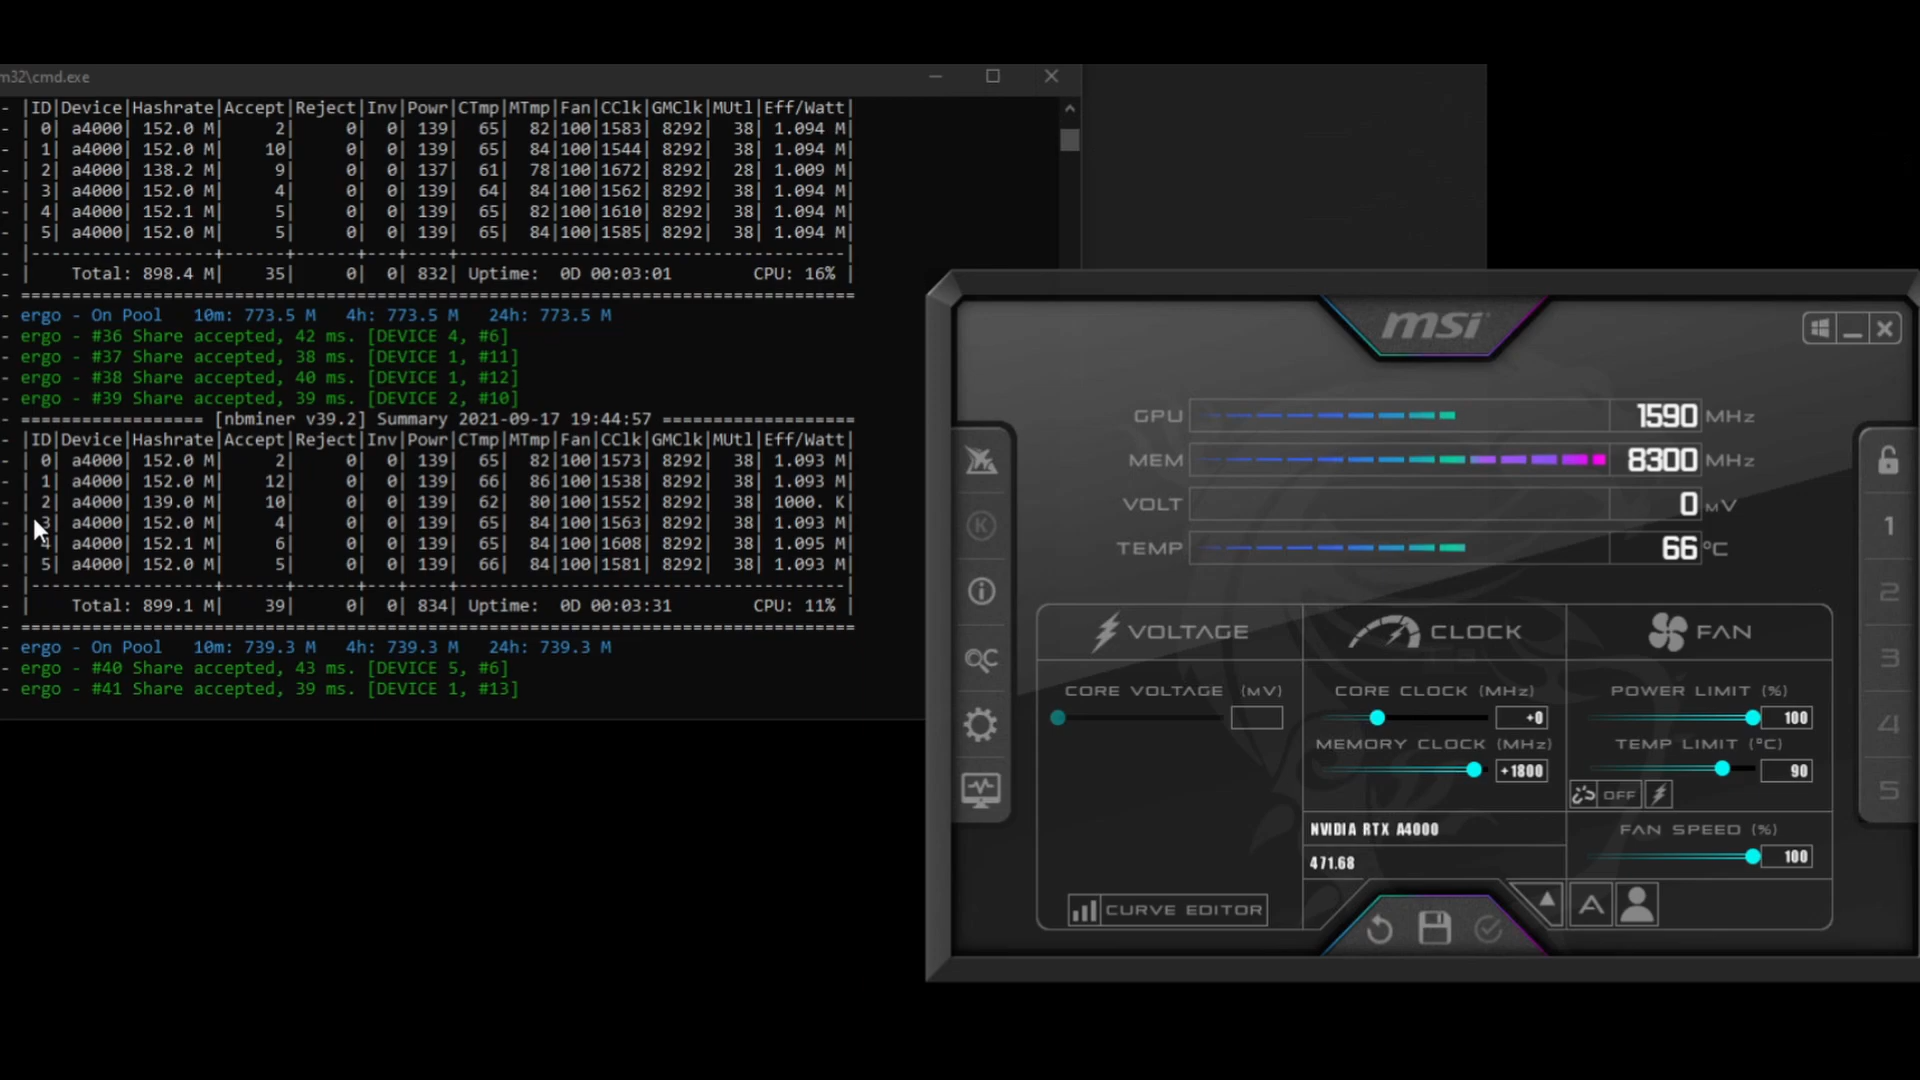 m32\cmd.exe
- |ID|Device|Hashrate|Accept|Reject|Inv|Powr|CTmp|MTmp|Fan|CClk|GMClk|MUtl|Eff/Watt|
- | 0| a4000| 152.0 M| 2| 0| 0| 139| 65| 82|100|1583| 8292| 38| 1.094 M|
- | 1| a4000| 152.0 M| 10| 0| 0| 139| 65| 84|100|1544| 8292| 38| 1.094 M|
- | 2| a4000| 138.2 M| 9| 0| 0| 137| 61| 78|100|1672| 8292| 28| 1.009 M|
- | 3| a4000| 152.0 M| 4| 0| 0| 139| 64| 84|100|1562| 8292| 38| 1.094 M|
- | 4| a4000| 152.1 M| 5| 0| 0| 139| 65| 82|100|1610| 8292| 38| 1.094 M|
- | 5| a4000| 152.0 M| 5| 0| 0| 139| 65| 84|100|1585| 8292| 38| 1.094 M|
- |------------------+------+------+---+----+--------------------------------------|
- | Total: 898.4 M| 35| 0| 0| 832| Uptime: 0D 00:03:01 CPU: 16% |
- ==================================================================================
- ergo - On Pool 10m: 773.5 M 4h: 773.5 M 24h: 773.5 M
- ergo - #36 Share accepted, 42 ms. [DEVICE 4, #6]
- ergo - #37 Share accepted, 38 ms. [DEVICE 1, #11]
- ergo - #38 Share accepted, 40 ms. [DEVICE 1, #12]
- ergo - #39 Share accepted, 39 ms. [DEVICE 2, #10]
- ================== [nbminer v39.2] Summary 2021-09-17 19:44:57 ===================
- |ID|Device|Hashrate|Accept|Reject|Inv|Powr|CTmp|MTmp|Fan|CClk|GMClk|MUtl|Eff/Watt|
- | 0| a4000| 152.0 M| 2| 0| 0| 139| 65| 82|100|1573| 8292| 38| 1.093 M|
- | 1| a4000| 152.0 M| 12| 0| 0| 139| 66| 86|100|1538| 8292| 38| 1.093 M|
- | 2| a4000| 139.0 M| 10| 0| 0| 139| 62| 80|100|1552| 8292| 38| 1000. K|
- | 3| a4000| 152.0 M| 4| 0| 0| 139| 65| 84|100|1563| 8292| 38| 1.093 M|
- | 4| a4000| 152.1 M| 6| 0| 0| 139| 65| 84|100|1608| 8292| 38| 1.095 M|
- | 5| a4000| 152.0 M| 5| 0| 0| 139| 66| 84|100|1581| 8292| 38| 1.093 M|
- |------------------+------+------+---+----+--------------------------------------|
- | Total: 899.1 M| 39| 0| 0| 834| Uptime: 0D 00:03:31 CPU: 11% |
- ==================================================================================
- ergo - On Pool 10m: 739.3 M 4h: 739.3 M 24h: 739.3 M
- ergo - #40 Share accepted, 43 ms. [DEVICE 5, #6]
- ergo - #41 Share accepted, 39 ms. [DEVICE 1, #13]
msi
GPU 1590 MHz
MEM 8300 MHz
VOLT 0 MV
TEMP 66 °C
K
i
OC
1
2
3
4
5
VOLTAGE
CLOCK
FAN
CORE VOLTAGE (MV)
CORE CLOCK (MHz)
+0
MEMORY CLOCK (MHz)
+1800
POWER LIMIT (%)
100
TEMP LIMIT (°C)
90
OFF
NVIDIA RTX A4000
471.68
FAN SPEED (%)
100
A
CURVE EDITOR